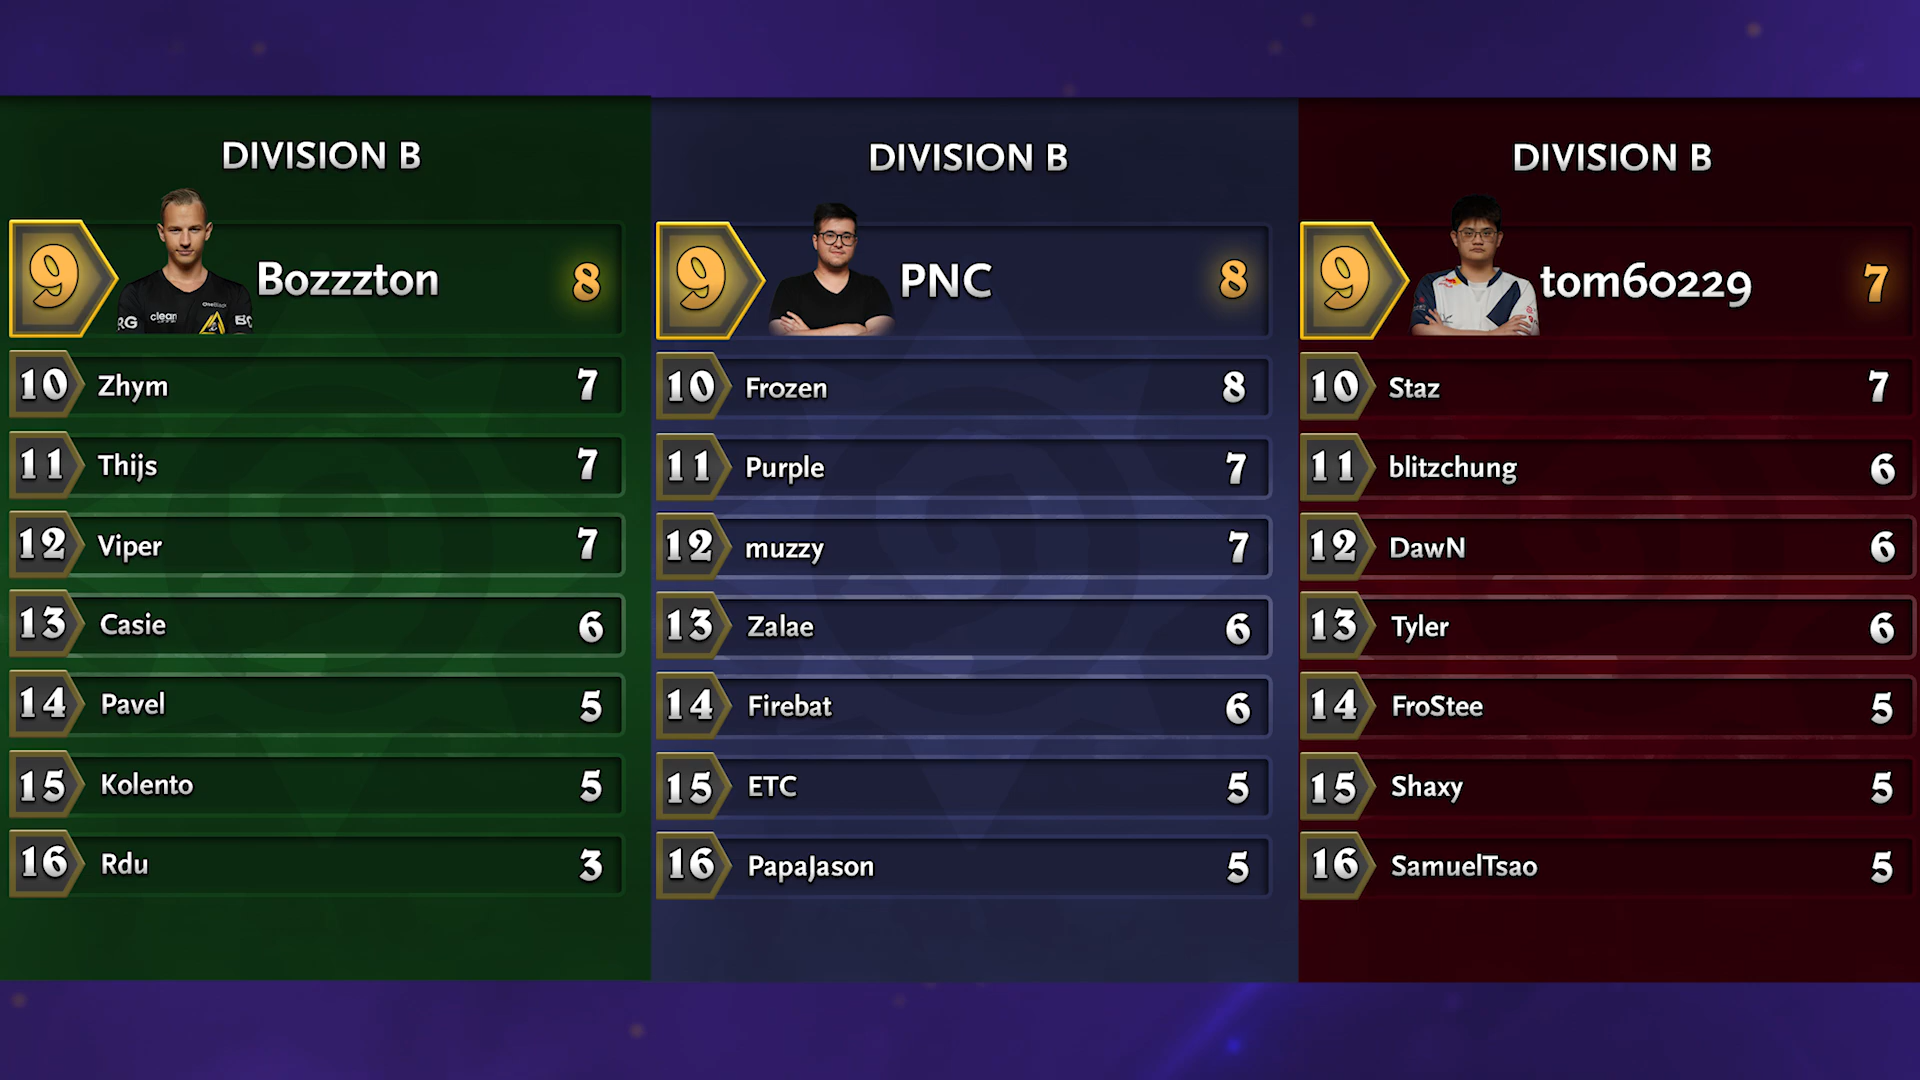 DIVISION B
9 Bozzzton 8
10 Zhym 7
11 Thijs 7
12 Viper 7
13 Casie 6
14 Pavel 5
15 Kolento 5
16 Rdu 3
DIVISION B
9 PNC 8
10 Frozen 8
11 Purple 7
12 muzzy 7
13 Zalae 6
14 Firebat 6
15 ETC 5
16 PapaJason 5
DIVISION B
9 tom60229 7
10 Staz 7
11 blitzchung 6
12 DawN 6
13 Tyler 6
14 FroStee 5
15 Shaxy 5
16 SamuelTsao 5